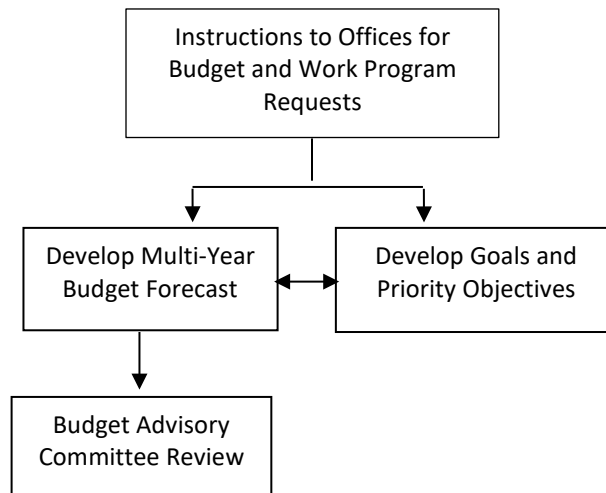 Instructions to Offices for
Budget and Work Program
Requests
Develop Multi-Year
Budget Forecast
Develop Goals and
Priority Objectives
Budget Advisory
Committee Review